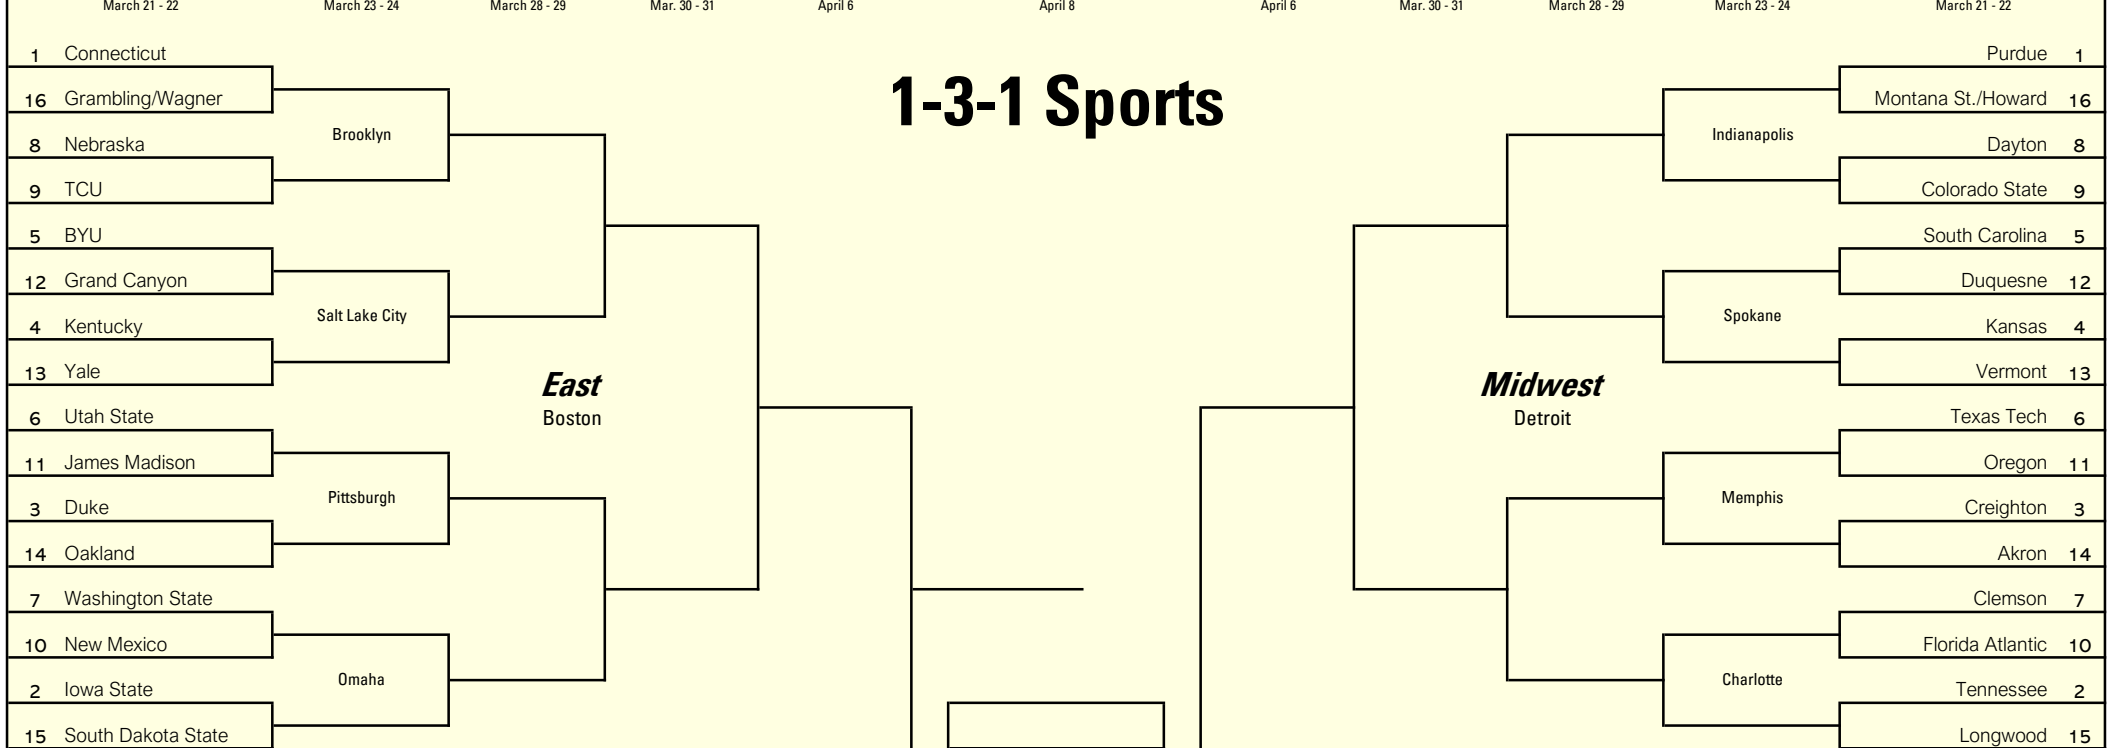 March 21 - 22 March 23 - 24 March 28 - 29 Mar. 30 - 31 April 6 April 8 April 6 Mar. 30 - 31 March 28 - 29 March 23 - 24 March 21 - 22
1-3-1 Sports
1 Connecticut
16 Grambling/Wagner
Brooklyn
8 Nebraska
9 TCU
5 BYU
12 Grand Canyon
Salt Lake City
4 Kentucky
13 Yale
East
Boston
6 Utah State
11 James Madison
Pittsburgh
3 Duke
14 Oakland
7 Washington State
10 New Mexico
Omaha
2 Iowa State
15 South Dakota State
Purdue 1
Montana St./Howard 16
Indianapolis
Dayton 8
Colorado State 9
South Carolina 5
Duquesne 12
Spokane
Kansas 4
Vermont 13
Midwest
Detroit
Texas Tech 6
Oregon 11
Memphis
Creighton 3
Akron 14
Clemson 7
Florida Atlantic 10
Charlotte
Tennessee 2
Longwood 15